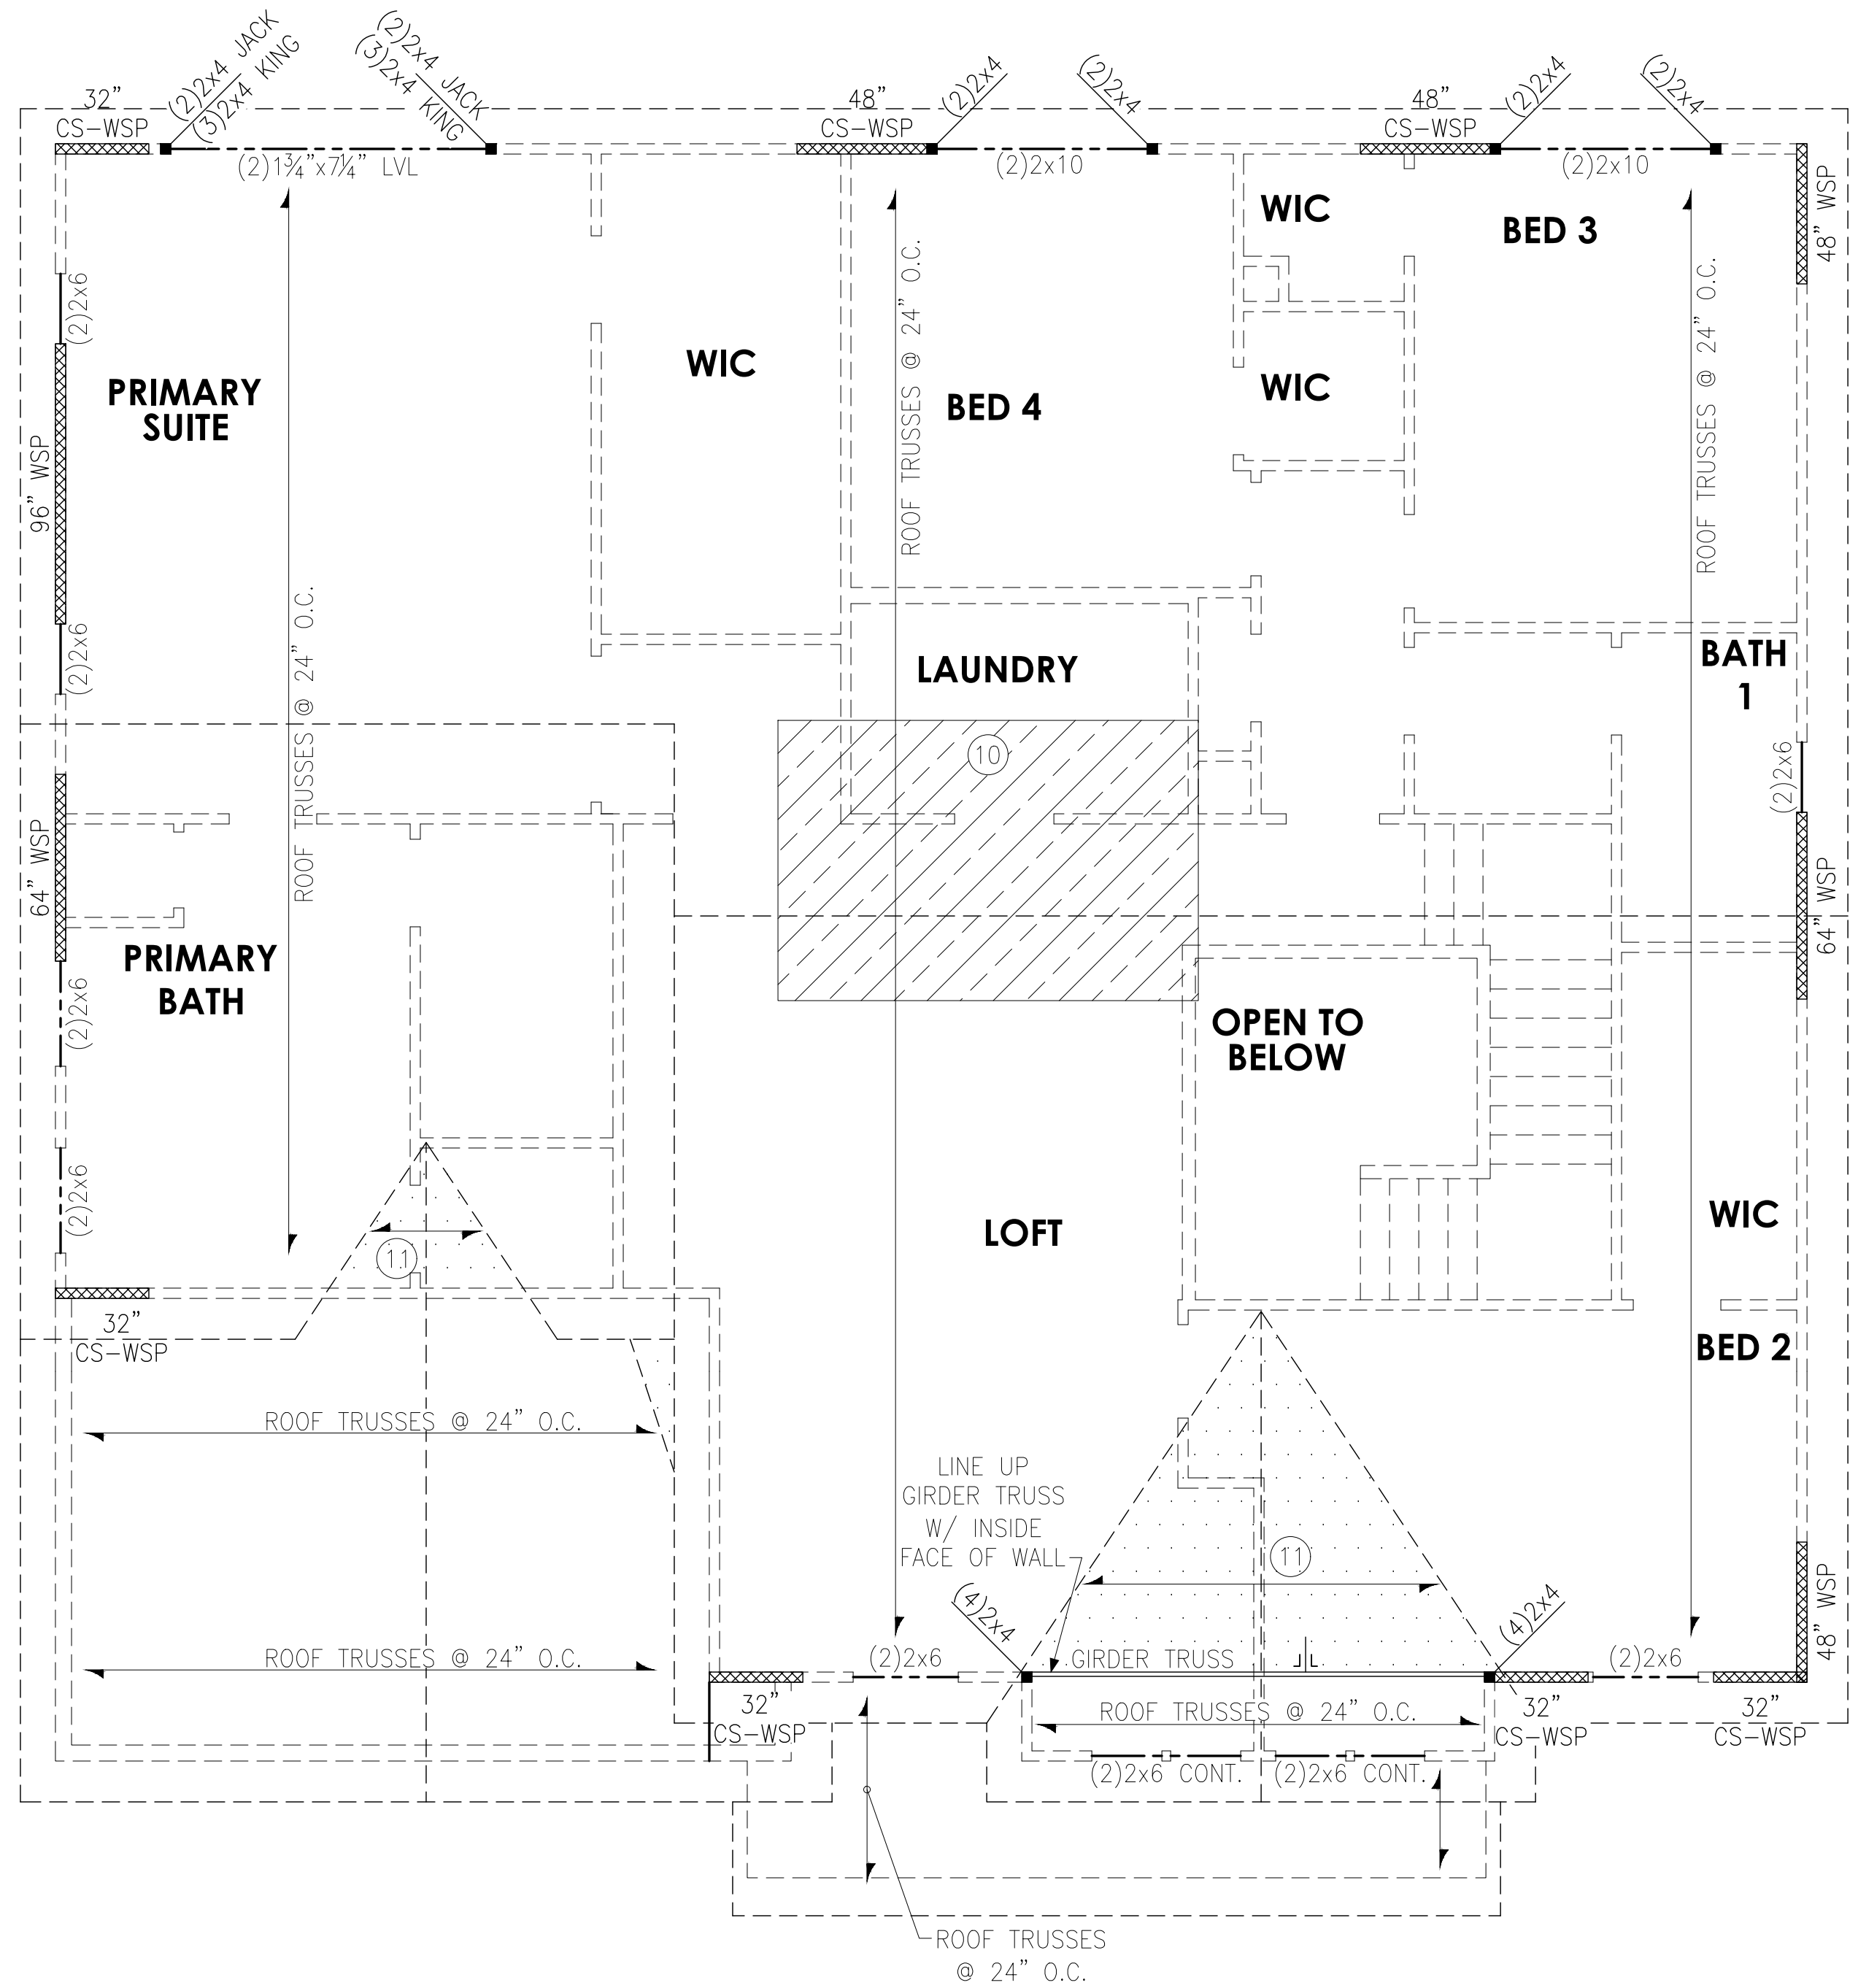 (2)2x4 JACK
(3)2x4 KING
(2)2x4 JACK
(3)2x4 KING
(2)2x4
(2)2x4
(2)2x4
(2)2x4
32"
CS-WSP
48"
CS-WSP
48"
CS-WSP
(2)1¾"x7¼" LVL
(2)2x10
(2)2x10
48" WSP
WIC
BED 3
(2)2x6
ROOF TRUSSES @ 24" O.C.
ROOF TRUSSES @ 24" O.C.
PRIMARY
SUITE
WIC
BED 4
WIC
96" WSP
(2)2x6
ROOF TRUSSES @ 24" O.C.
LAUNDRY
BATH
1
10
(2)2x6
64" WSP
64" WSP
PRIMARY
BATH
(2)2x6
OPEN TO
BELOW
(2)2x6
LOFT
WIC
11
32"
CS-WSP
BED 2
ROOF TRUSSES @ 24" O.C.
LINE UP
GIRDER TRUSS
W/ INSIDE
FACE OF WALL
11
(4)2x4
(4)2x4
48" WSP
ROOF TRUSSES @ 24" O.C.
(2)2x6
GIRDER TRUSS
(2)2x6
32"
CS-WSP
ROOF TRUSSES @ 24" O.C.
32"
CS-WSP
32"
CS-WSP
(2)2x6 CONT.
(2)2x6 CONT.
ROOF TRUSSES
@ 24" O.C.